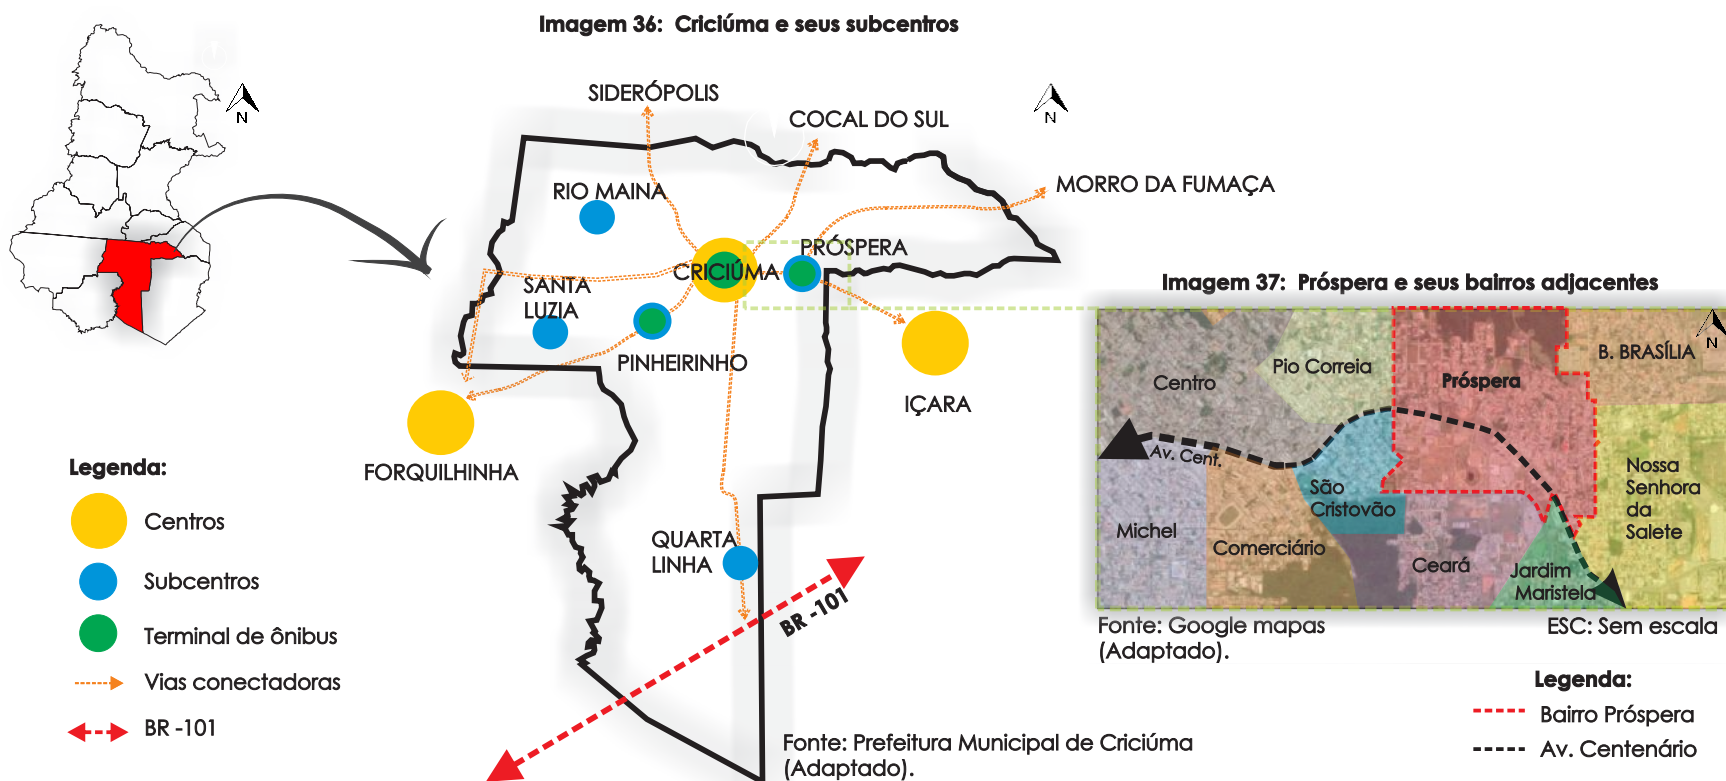 Imagem 36: Criciúma e seus subcentros
N
N
SIDERÓPOLIS
COCAL DO SUL
MORRO DA FUMAÇA
RIO MAINA
PRÓSPERA
CRICIÚMA
SANTA
LUZIA
PINHEIRINHO
IÇARA
FORQUILHINHA
QUARTA
LINHA
BR -101
Legenda:
Centros
Subcentros
Terminal de ônibus
Vias conectadoras
BR -101
Fonte: Prefeitura Municipal de Criciúma
(Adaptado).
Imagem 37: Próspera e seus bairros adjacentes
N
Centro
Pio Correia
Próspera
B. BRASÍLIA
Av. Cent.
São
Cristovão
Nossa
Senhora
da
Salete
Michel
Comerciário
Ceará
Jardim
Maristela
Fonte: Google mapas
(Adaptado).
ESC: Sem escala
Legenda:
Bairro Próspera
Av. Centenário